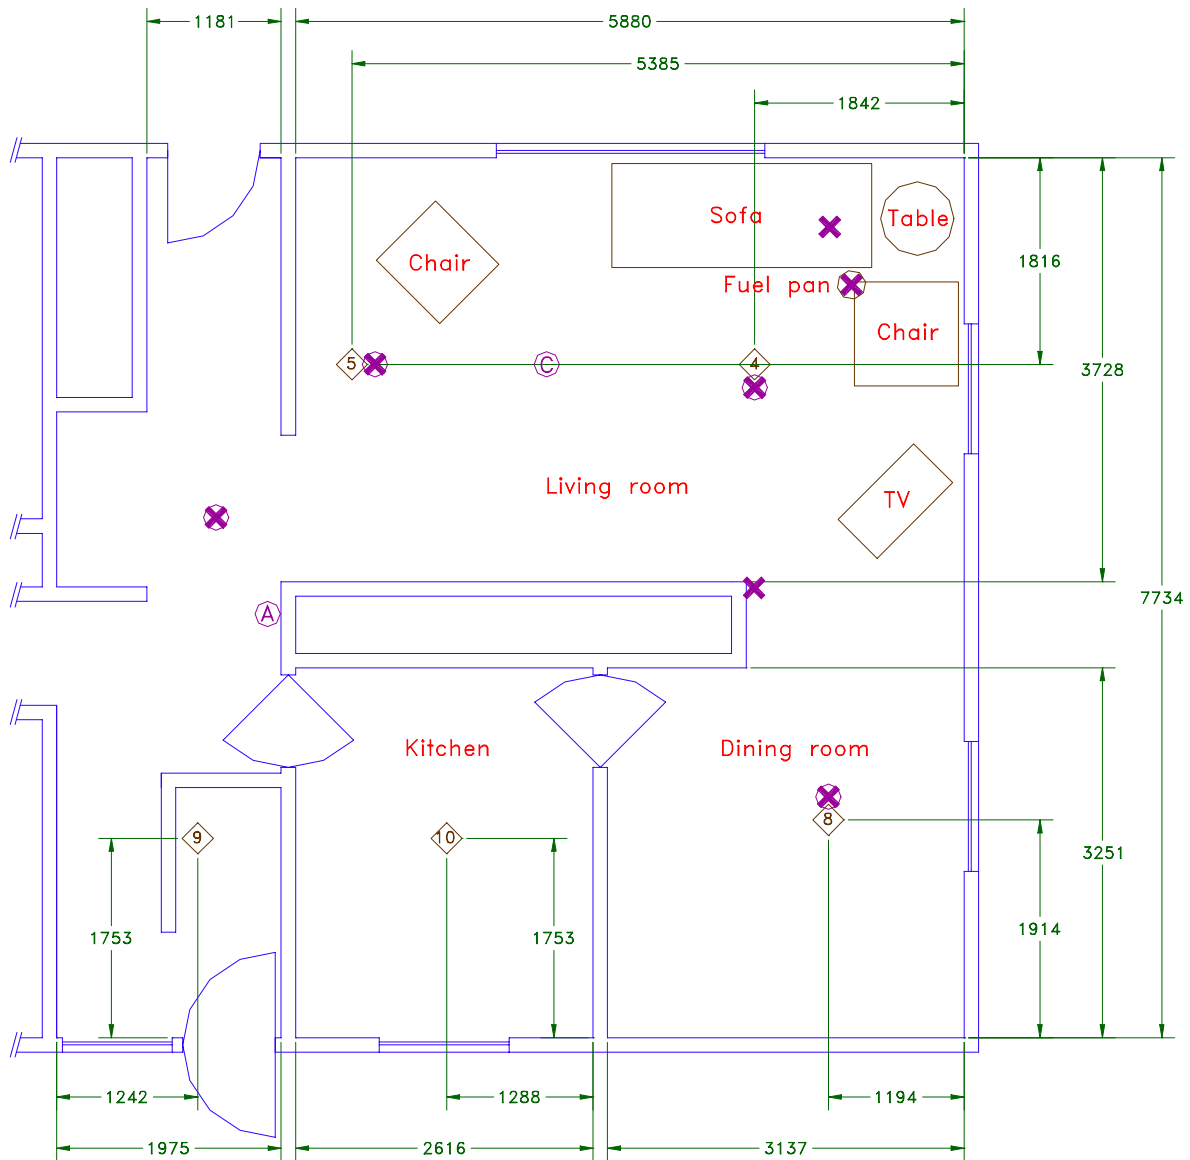 1181
5880
5385
1842
Sofa
Table
Chair
1816
Fuel pan
Chair
5
C
4
3728
Living room
TV
7734
A
Kitchen
Dining room
8
9
10
3251
1753
1753
1914
1242
1288
1194
1975
2616
3137